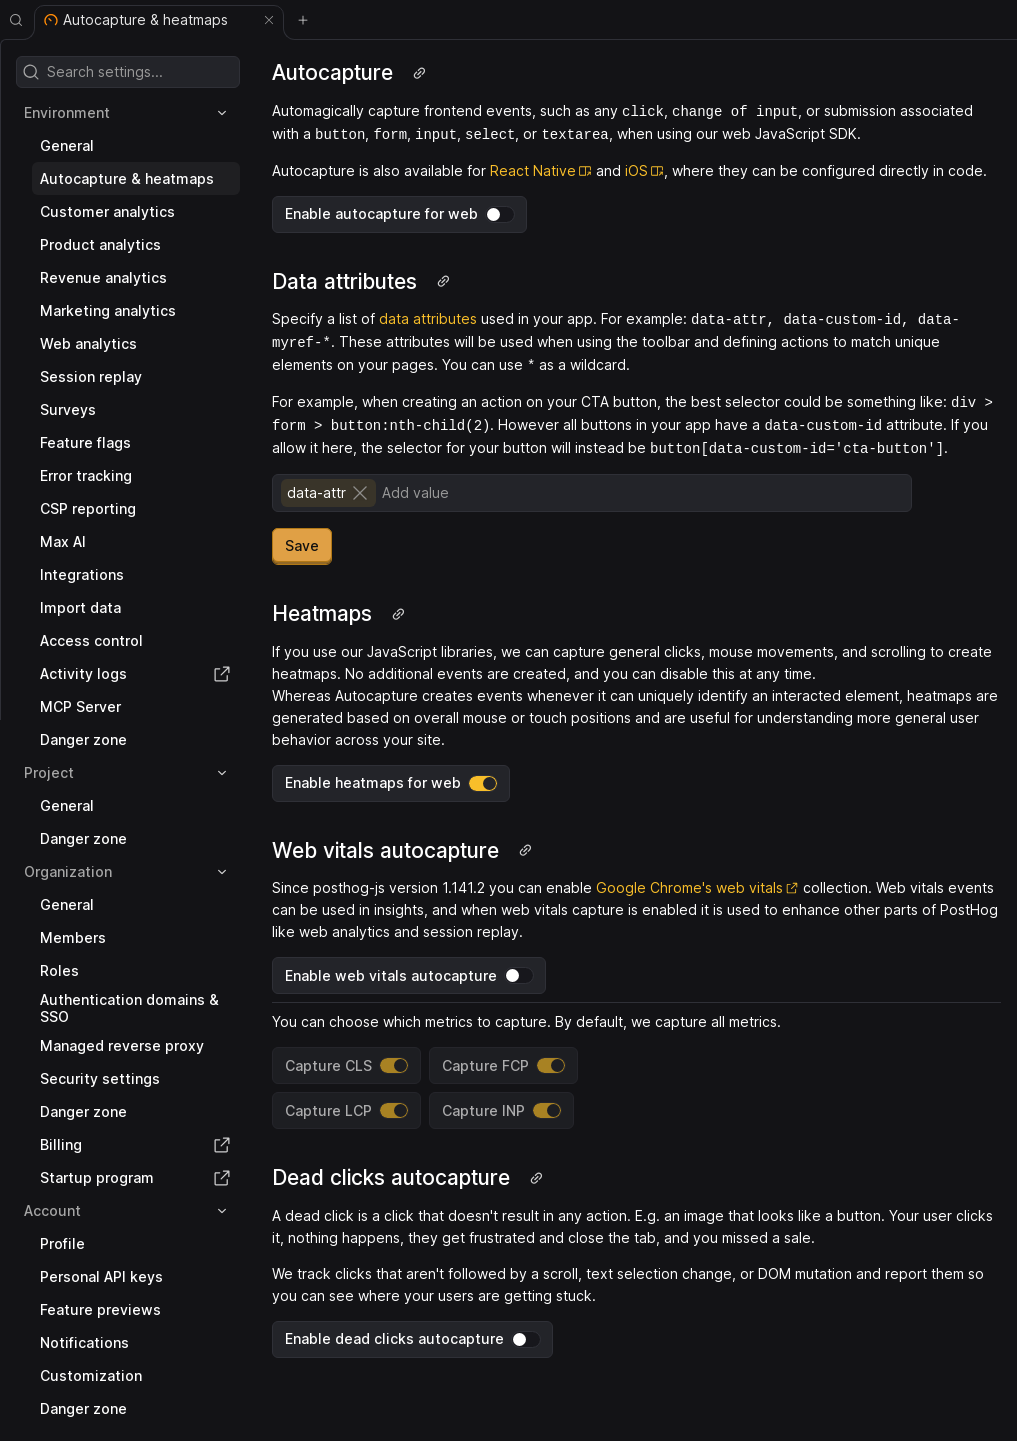 Autocapture & heatmaps
Search settings...
Environment
General
Autocapture & heatmaps
Customer analytics
Product analytics
Revenue analytics
Marketing analytics
Web analytics
Session replay
Surveys
Feature flags
Error tracking
CSP reporting
Max AI
Integrations
Import data
Access control
Activity logs
MCP Server
Danger zone
Project
General
Danger zone
Organization
General
Members
Roles
Authentication domains &
SSO
Managed reverse proxy
Security settings
Danger zone
Billing
Startup program
Account
Profile
Personal API keys
Feature previews
Notifications
Customization
Danger zone
Autocapture
Automagically capture frontend events, such as any click, change of input, or submission associated
with a button, form, input, select, or textarea, when using our web JavaScript SDK.
Autocapture is also available for React Native and iOS, where they can be configured directly in code.
Enable autocapture for web
Data attributes
Specify a list of data attributes used in your app. For example: data-attr, data-custom-id, data-
myref-*. These attributes will be used when using the toolbar and defining actions to match unique
elements on your pages. You can use * as a wildcard.
For example, when creating an action on your CTA button, the best selector could be something like: div >
form > button:nth-child(2). However all buttons in your app have a data-custom-id attribute. If you
allow it here, the selector for your button will instead be button[data-custom-id='cta-button'].
data-attr Add value
Save
Heatmaps
If you use our JavaScript libraries, we can capture general clicks, mouse movements, and scrolling to create
heatmaps. No additional events are created, and you can disable this at any time.
Whereas Autocapture creates events whenever it can uniquely identify an interacted element, heatmaps are
generated based on overall mouse or touch positions and are useful for understanding more general user
behavior across your site.
Enable heatmaps for web
Web vitals autocapture
Since posthog-js version 1.141.2 you can enable Google Chrome's web vitals collection. Web vitals events
can be used in insights, and when web vitals capture is enabled it is used to enhance other parts of PostHog
like web analytics and session replay.
Enable web vitals autocapture
You can choose which metrics to capture. By default, we capture all metrics.
Capture CLS Capture FCP
Capture LCP Capture INP
Dead clicks autocapture
A dead click is a click that doesn't result in any action. E.g. an image that looks like a button. Your user clicks
it, nothing happens, they get frustrated and close the tab, and you missed a sale.
We track clicks that aren't followed by a scroll, text selection change, or DOM mutation and report them so
you can see where your users are getting stuck.
Enable dead clicks autocapture